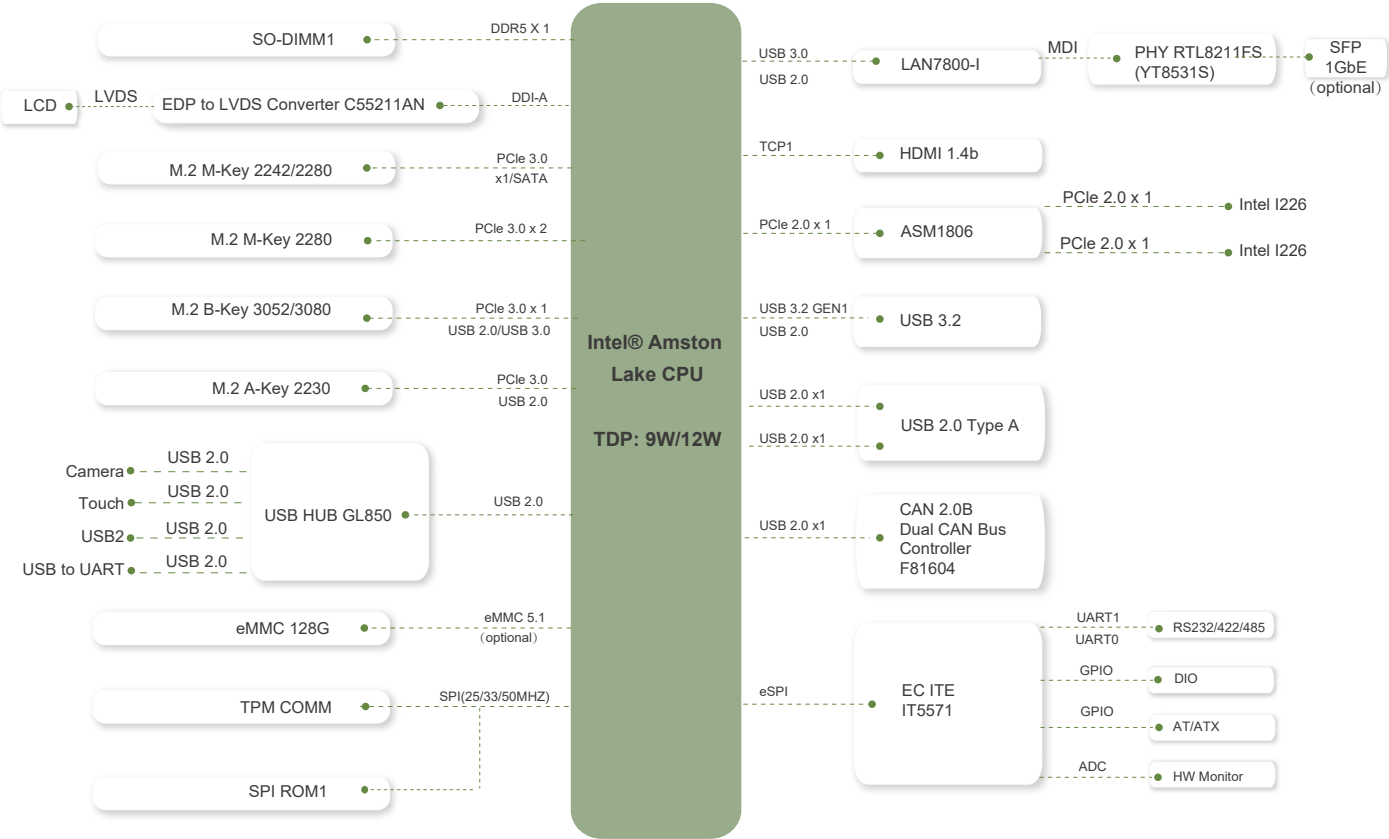 SO-DIMM1
DDR5 X 1
LCD
LVDS
EDP to LVDS Converter C55211AN
DDI-A
M.2 M-Key 2242/2280
PCle 3.0
x1/SATA
M.2 M-Key 2280
PCle 3.0 x 2
M.2 B-Key 3052/3080
PCle 3.0 x 1
USB 2.0/USB 3.0
M.2 A-Key 2230
PCle 3.0
USB 2.0
Camera
USB 2.0
Touch
USB 2.0
USB2
USB 2.0
USB to UART
USB 2.0
USB HUB GL850
USB 2.0
eMMC 128G
eMMC 5.1
(optional)
TPM COMM
SPI(25/33/50MHZ)
SPI ROM1
Intel® Amston
Lake CPU
TDP: 9W/12W
USB 3.0
USB 2.0
LAN7800-I
MDI
PHY RTL8211FS
(YT8531S)
SFP
1GbE
(optional)
TCP1
HDMI 1.4b
PCle 2.0 x 1
ASM1806
PCle 2.0 x 1
Intel I226
PCle 2.0 x 1
Intel I226
USB 3.2 GEN1
USB 2.0
USB 3.2
USB 2.0 x1
USB 2.0 x1
USB 2.0 Type A
USB 2.0 x1
CAN 2.0B
Dual CAN Bus
Controller
F81604
eSPI
EC ITE
IT5571
UART1
UART0
RS232/422/485
GPIO
DIO
GPIO
AT/ATX
ADC
HW Monitor